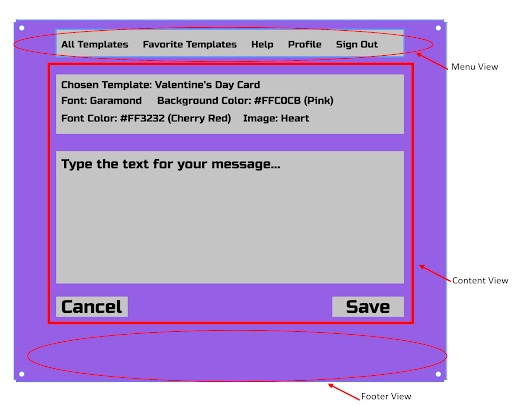 All Templates Favorite Templates Help Profile Sign Out
Menu View
Chosen Template: Valentine's Day Card
Font: Garamond Background Color: #FFC0CB (Pink)
Font Color: #FF3232 (Cherry Red) Image: Heart
Type the text for your message...
Content View
Cancel Save
Footer View